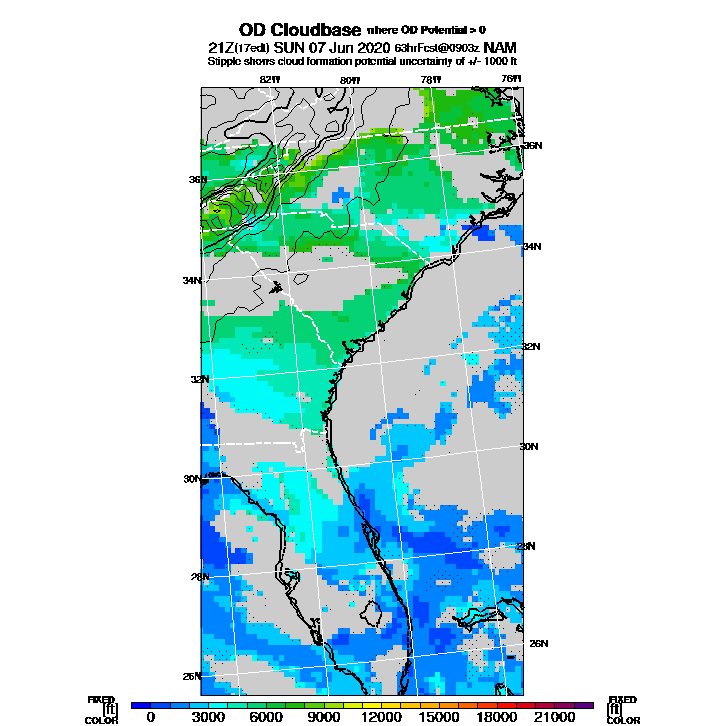 OD Cloudbase where OD Potential > 0
21Z(17edt) SUN 07 Jun 2020 63hrFcst@0903z NAM
Stipple shows cloud formation potential uncertainty of +/- 1000 ft
82W 80W 78W 76W
36N
36N
34N
34N
32N
32N
30N
30N
28N
28N
26N
26N
FIXED FIXED
[ft] [ft]
COLOR COLOR
0 3000 6000 9000 12000 15000 18000 21000